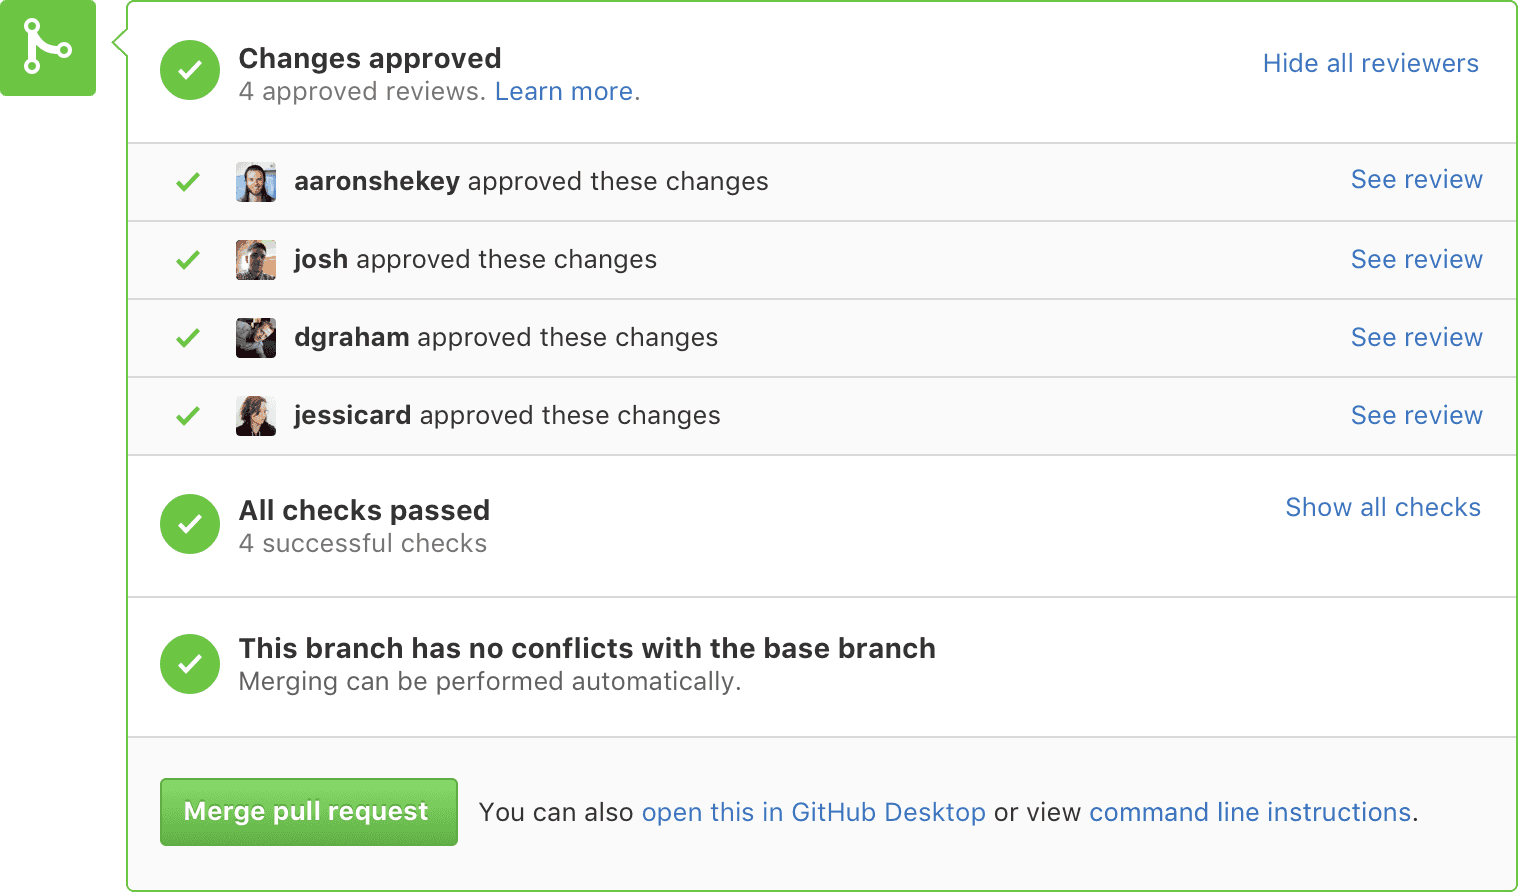 Changes approved
Hide all reviewers
4 approved reviews. Learn more.
aaronshekey approved these changes
See review
josh approved these changes
See review
dgraham approved these changes
See review
jessicard approved these changes
See review
All checks passed
Show all checks
4 successful checks
This branch has no conflicts with the base branch
Merging can be performed automatically.
Merge pull request
You can also open this in GitHub Desktop or view command line instructions.